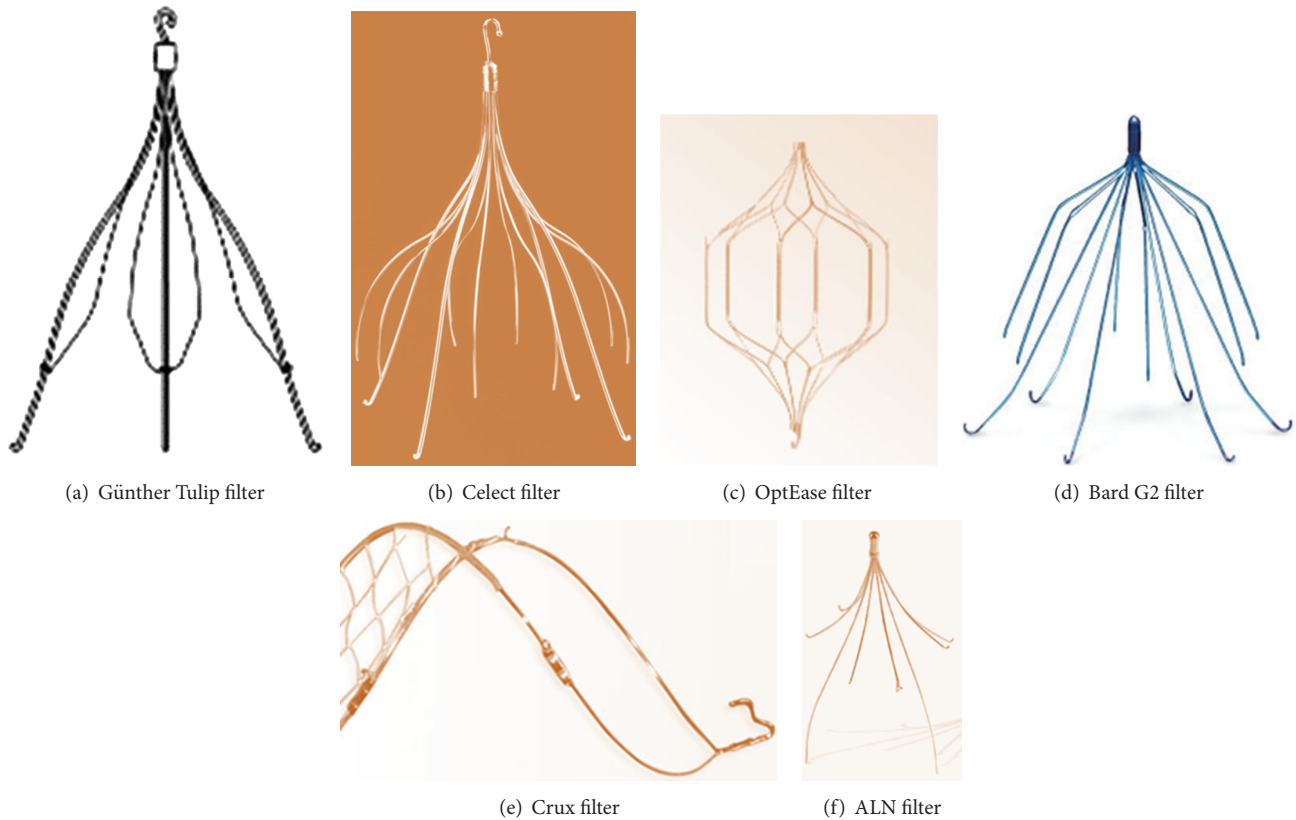 (a) Günther Tulip filter
(b) Celect filter
(c) OptEase filter
(d) Bard G2 filter
(e) Crux filter
(f) ALN filter